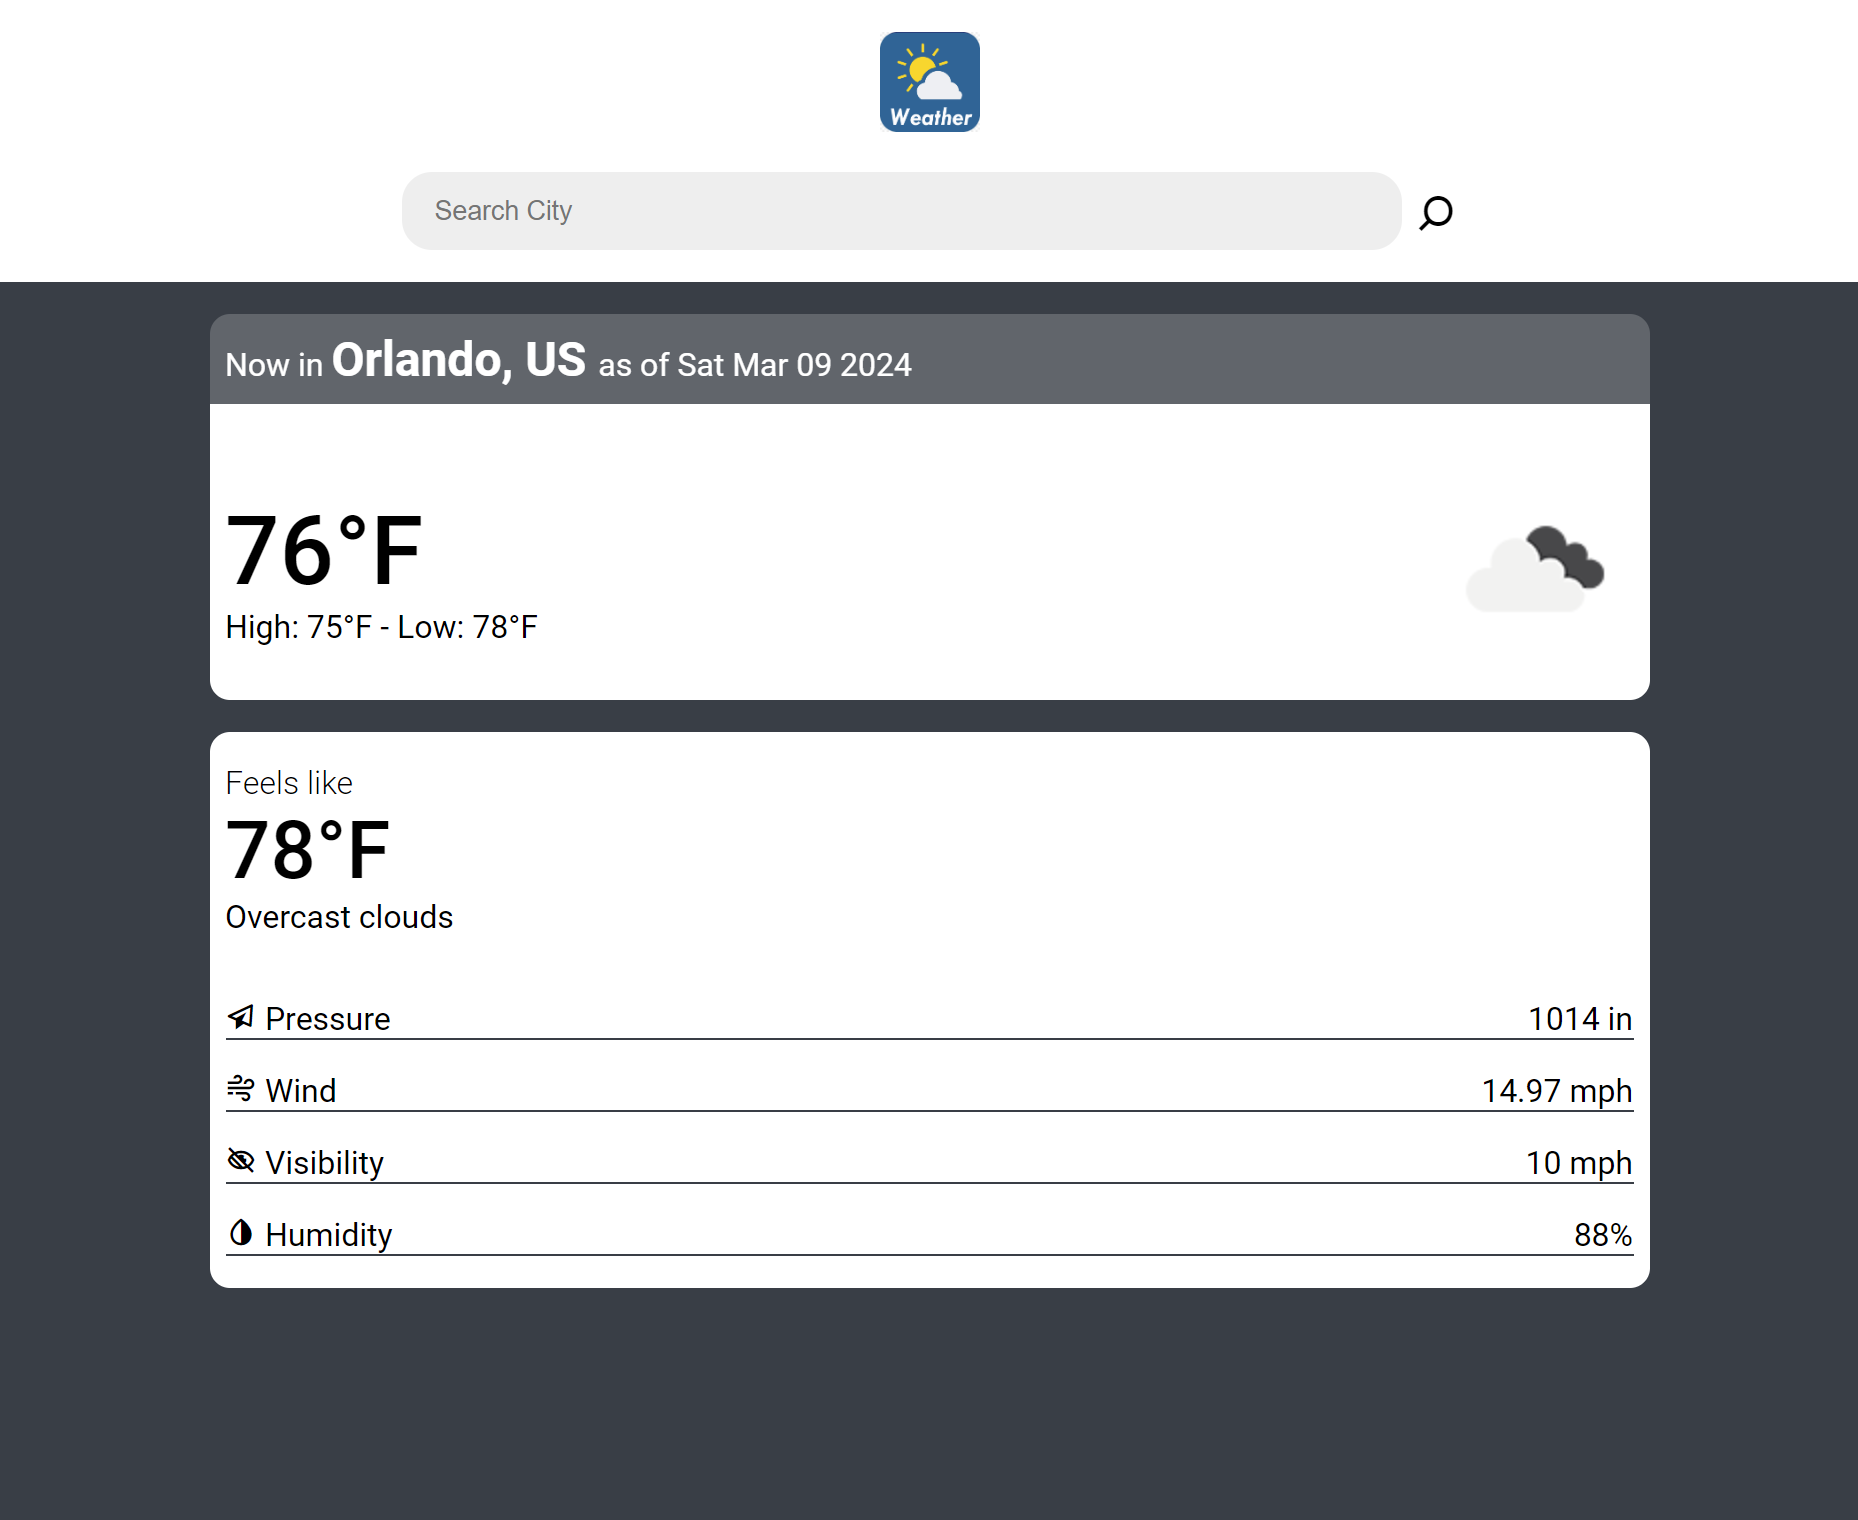 Weather
Search City
Now in Orlando, US as of Sat Mar 09 2024
76°F
High: 75°F - Low: 78°F
Feels like
78°F
Overcast clouds
Pressure 1014 in
Wind 14.97 mph
Visibility 10 mph
Humidity 88%